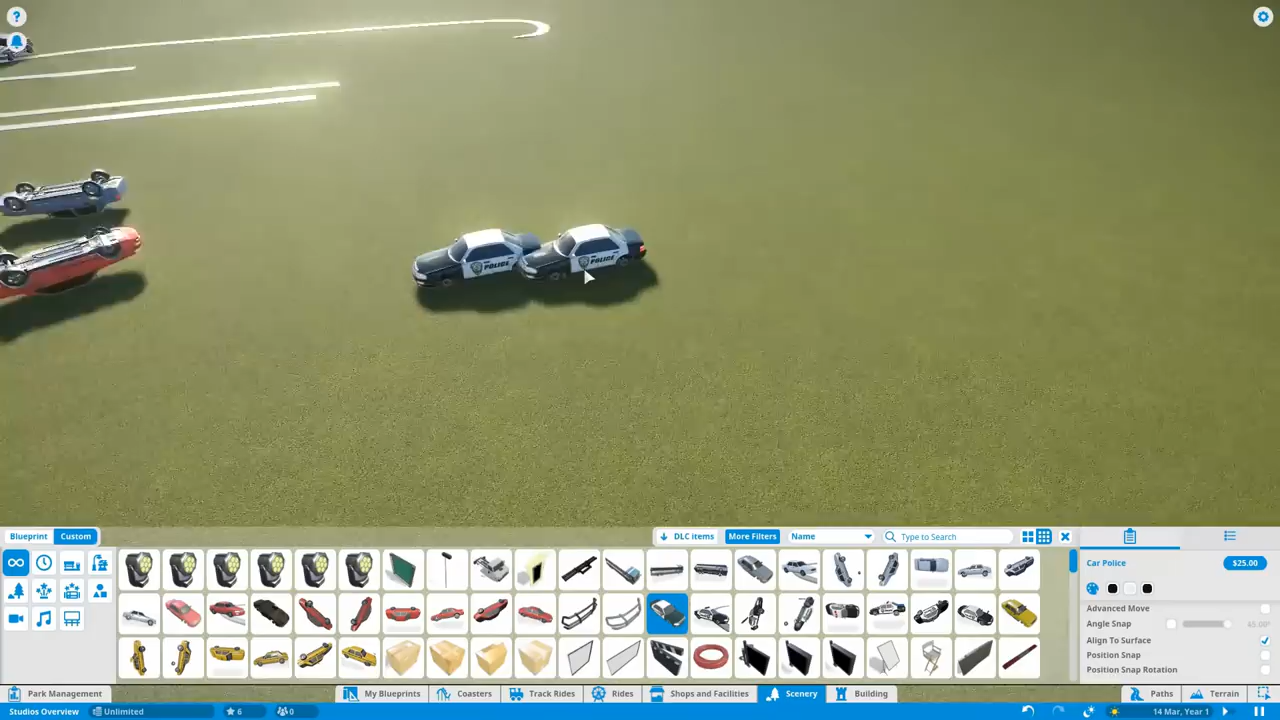 ?
POLICE
POLICE
Blueprint
Custom
DLC items
More Filters
Name
Type to Search
Car Police
$25.00
Advanced Move
Angle Snap
45.00°
Align To Surface
Position Snap
Position Snap Rotation
Park Management
My Blueprints
Coasters
Track Rides
Rides
Shops and Facilities
Scenery
Building
Paths
Terrain
Studios Overview
Unlimited
6
0
14 Mar, Year 1